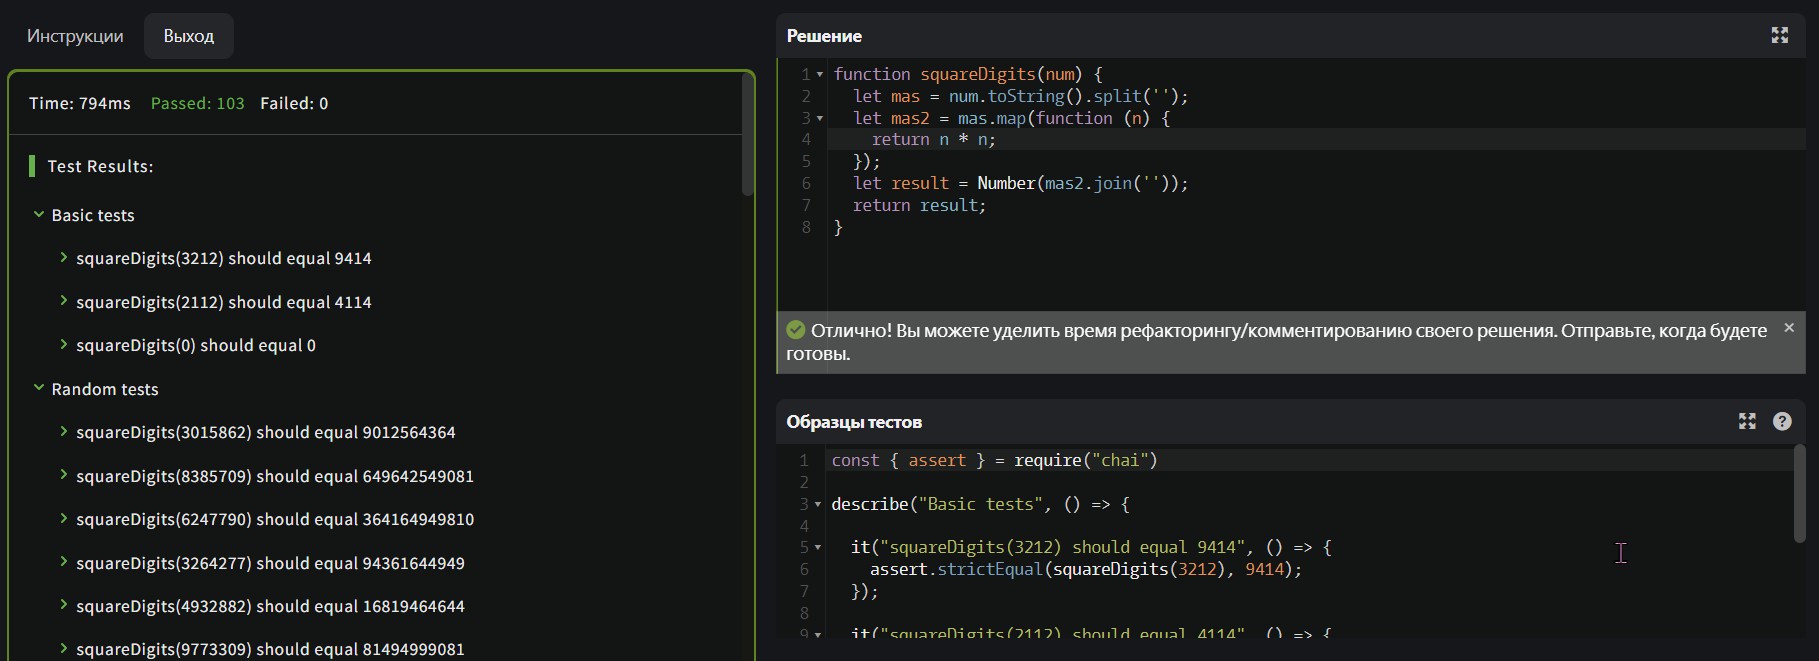 Инструкции
Выход
Time: 794ms Passed: 103 Failed: 0
Test Results:
Basic tests
squareDigits(3212) should equal 9414
squareDigits(2112) should equal 4114
squareDigits(0) should equal 0
Random tests
squareDigits(3015862) should equal 9012564364
squareDigits(8385709) should equal 649642549081
squareDigits(6247790) should equal 364164949810
squareDigits(3264277) should equal 94361644949
squareDigits(4932882) should equal 16819464644
squareDigits(9773309) should equal 81494999081
Решение
1 function squareDigits(num) {
2 let mas = num.toString().split('');
3 let mas2 = mas.map(function (n) {
4 return n * n;
5 });
6 let result = Number(mas2.join(''));
7 return result;
8 }
Отлично! Вы можете уделить время рефакторингу/комментированию своего решения. Отправьте, когда будете
готовы.
Образцы тестов
1 const { assert } = require("chai")
2
3 describe("Basic tests", () => {
4
5 it("squareDigits(3212) should equal 9414", () => {
6 assert.strictEqual(squareDigits(3212), 9414);
7 });
8
9 it("squareDigits(2112) should equal 4114", () => {